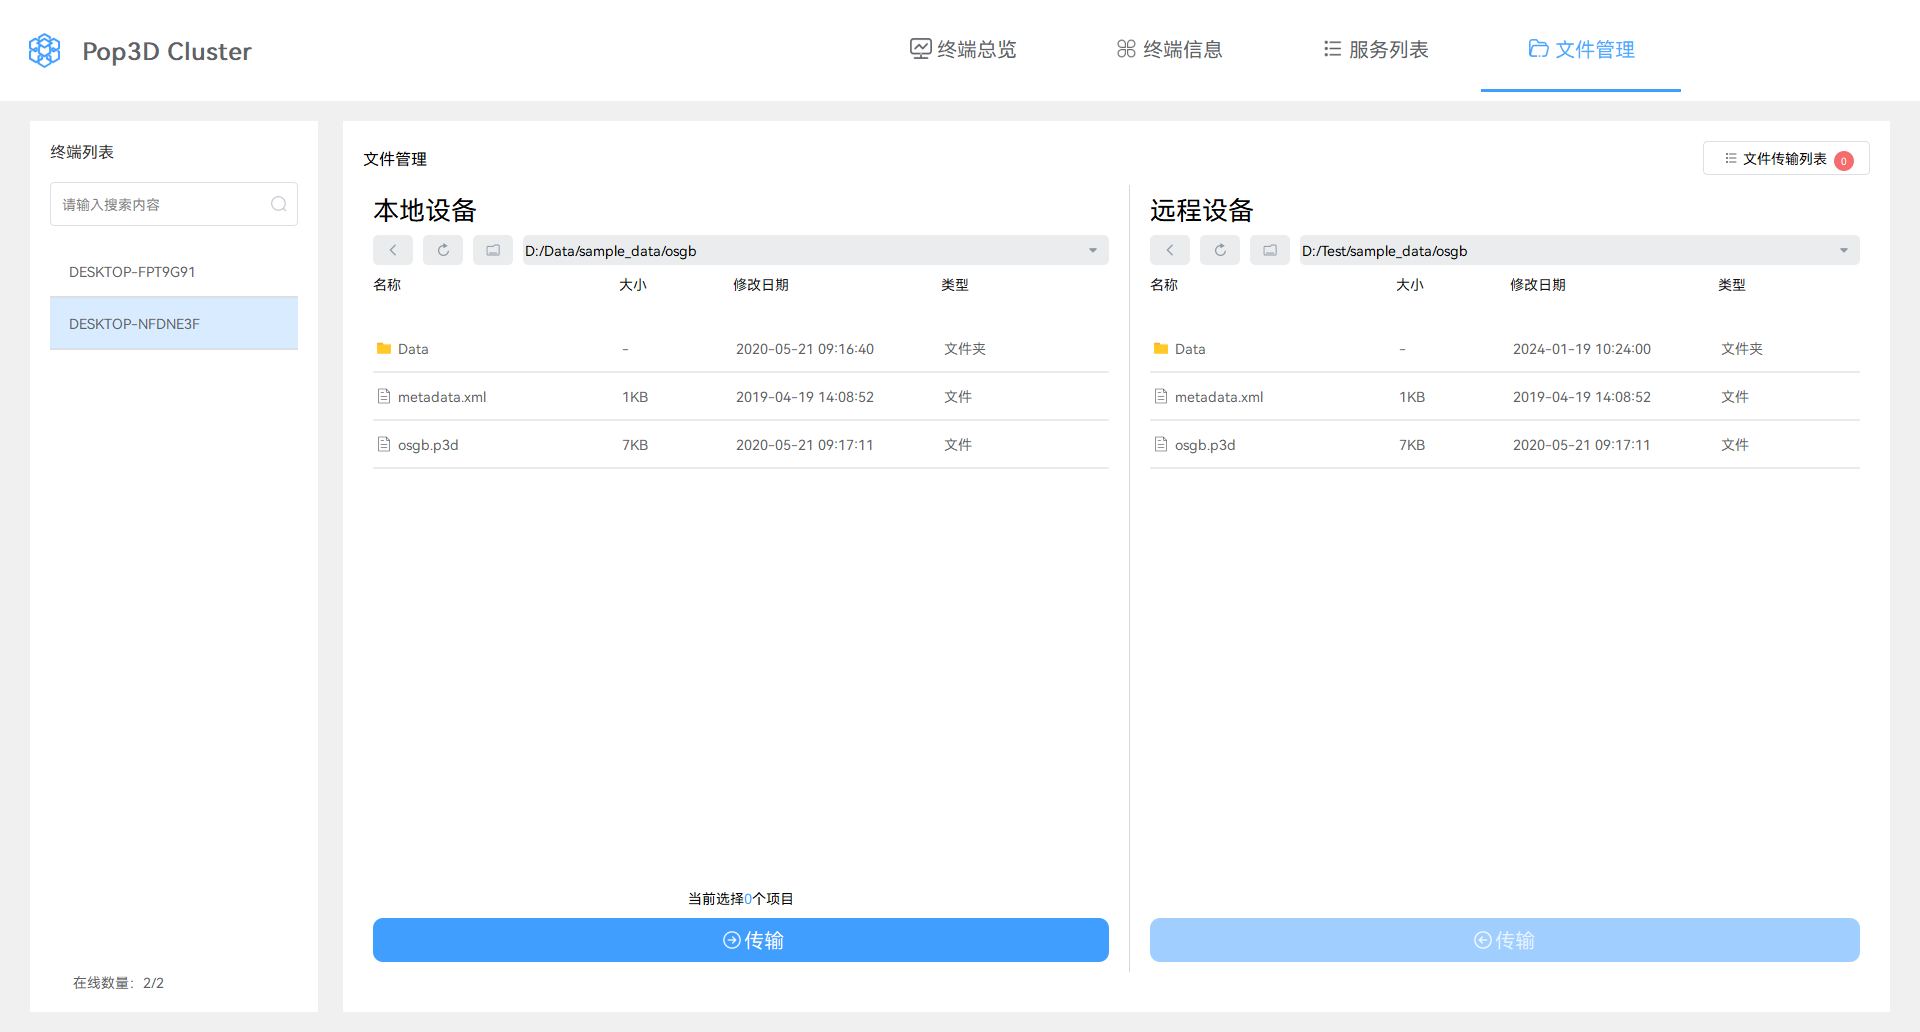 Pop3D Cluster
终端总览
终端信息
服务列表
文件管理
终端列表
请输入搜索内容
DESKTOP-FPT9G91
DESKTOP-NFDNE3F
在线数量：2/2
文件管理
文件传输列表 0
本地设备
D:/Data/sample_data/osgb
名称 大小 修改日期 类型
Data - 2020-05-21 09:16:40 文件夹
metadata.xml 1KB 2019-04-19 14:08:52 文件
osgb.p3d 7KB 2020-05-21 09:17:11 文件
当前选择0个项目
传输
远程设备
D:/Test/sample_data/osgb
名称 大小 修改日期 类型
Data - 2024-01-19 10:24:00 文件夹
metadata.xml 1KB 2019-04-19 14:08:52 文件
osgb.p3d 7KB 2020-05-21 09:17:11 文件
传输